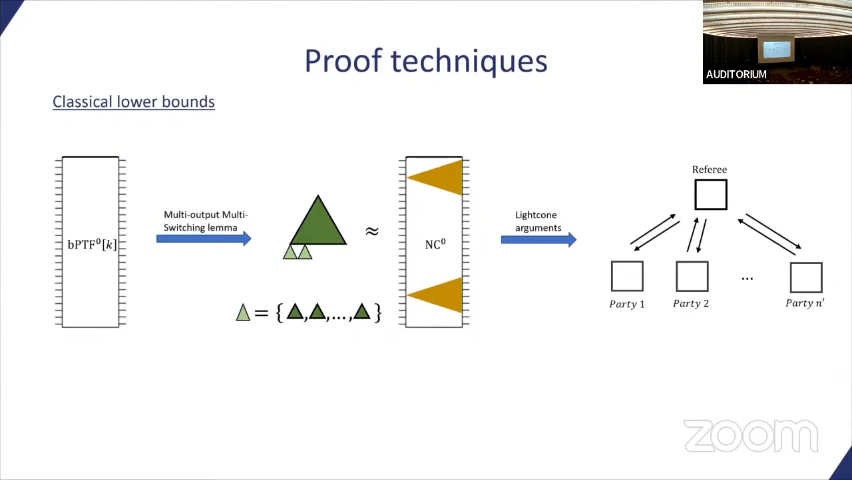 Proof techniques
AUDITORIUM
Classical lower bounds
bPTF⁰[k]
Multi-output Multi-
Switching lemma
≈
= { , , ... , }
NC⁰
Lightcone
arguments
Referee
...
Party 1
Party 2
Party n'
zoom